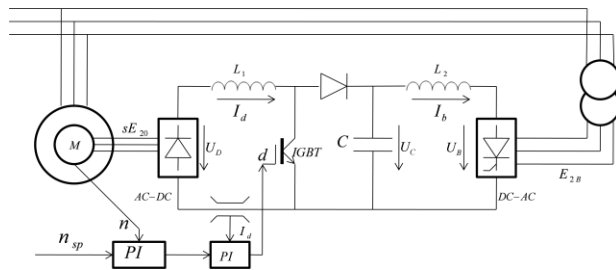 L1
L2
Id
Ib
sE20
M
UD
d
IGBT
C
UC
UB
E2B
AC-DC
DC-AC
n
Id
nsp
PI
PI